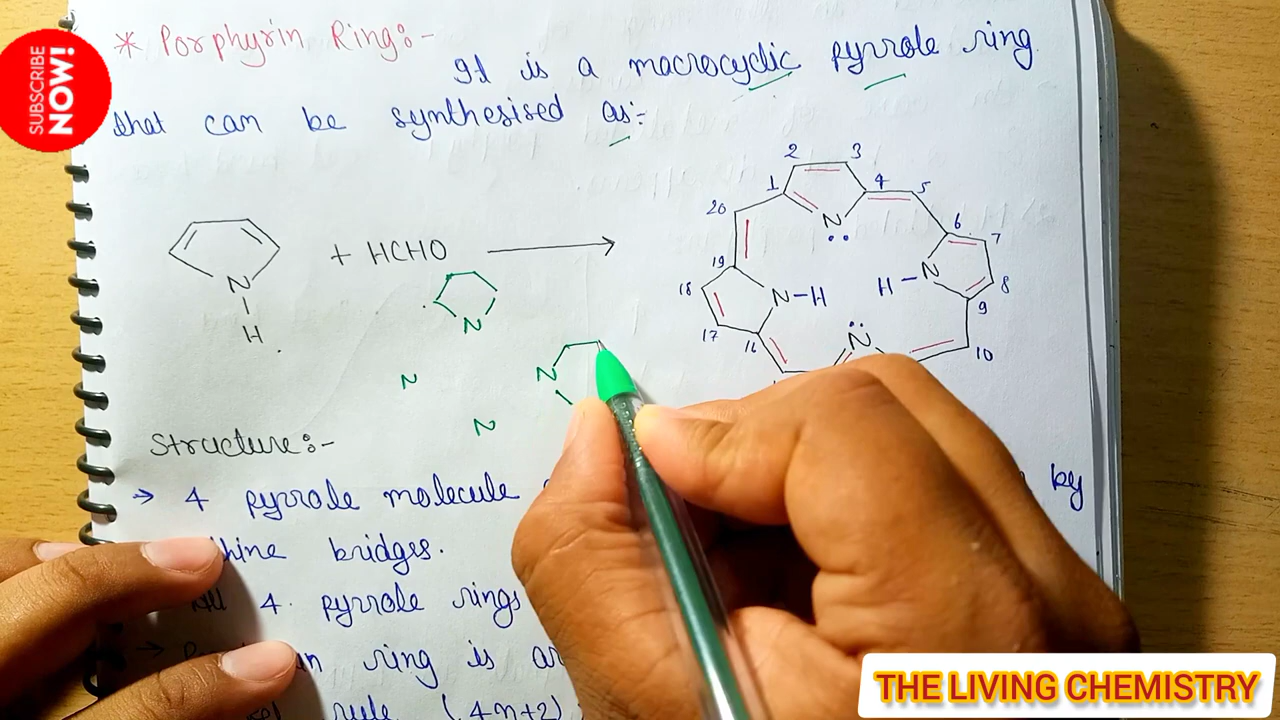 SUBSCRIBE
NOW!
* Porphyrin Ring:-
It is a macrocyclic pyrrole ring
that can be synthesised as:-
N
H
+ HCHO
1
2
3
4
5
6
7
8
9
10
16
17
18
19
20
N
N
H-N
N-H
N
N
N
N
N
Structure:-
→ 4 pyrrole molecule
by
bridges.
4 pyrrole rings
→
ring is
rule (4n+2)
THE LIVING CHEMISTRY